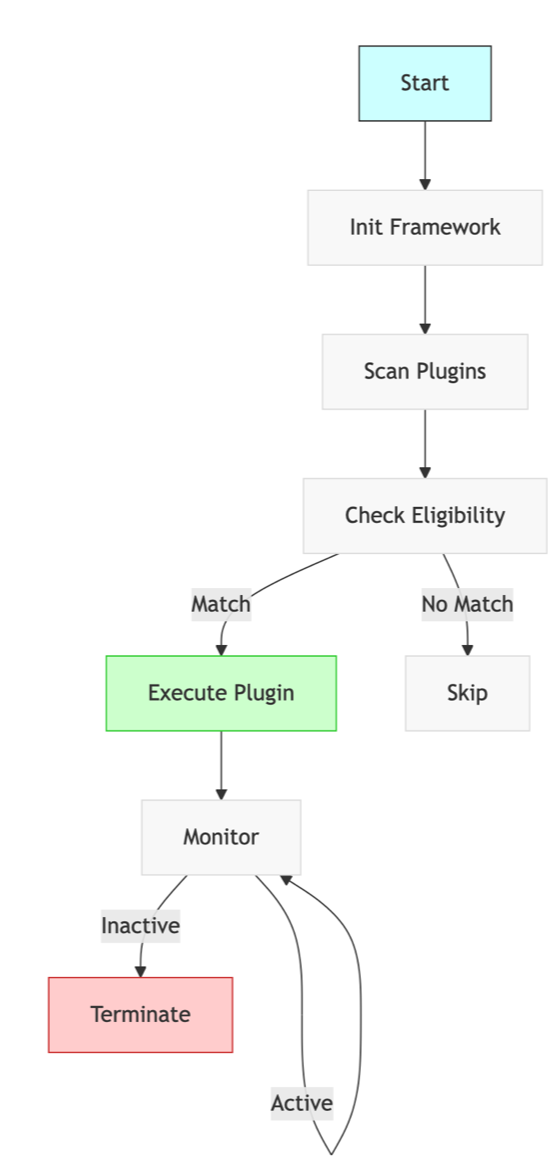 Start
Init Framework
Scan Plugins
Check Eligibility
Match
No Match
Execute Plugin
Skip
Monitor
Inactive
Terminate
Active